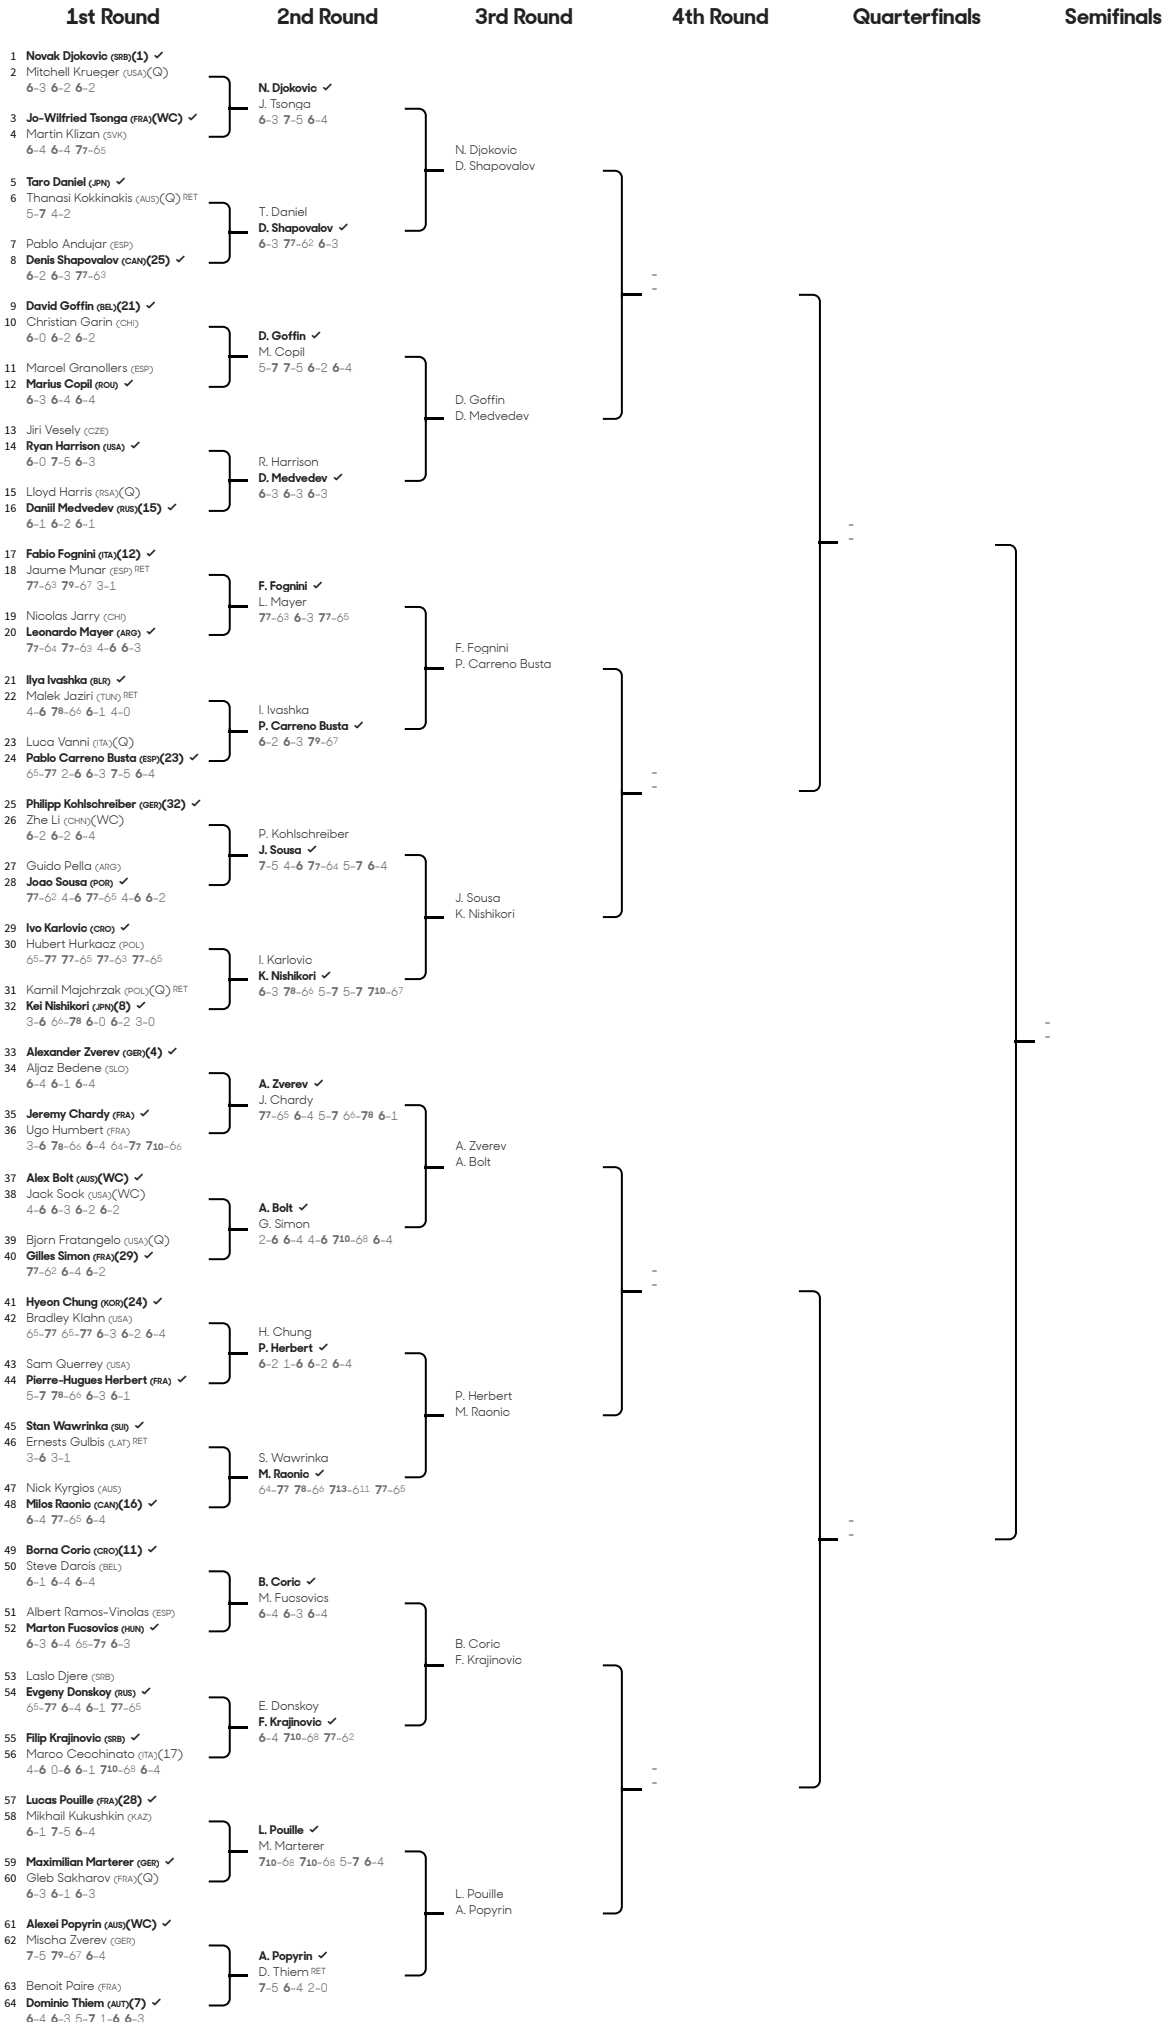 1st Round 2nd Round 3rd Round 4th Round Quarterfinals Semifinals
1 Novak Djokovic (SRB)(1) ✓
2 Mitchell Krueger (USA)(Q)
6-3 6-2 6-2
3 Jo-Wilfried Tsonga (FRA)(WC) ✓
4 Martin Klizan (SVK)
6-4 6-4 77-65
5 Taro Daniel (JPN) ✓
6 Thanasi Kokkinakis (AUS)(Q) RET
5-7 4-2
7 Pablo Andujar (ESP)
8 Denis Shapovalov (CAN)(25) ✓
6-2 6-3 77-63
9 David Goffin (BEL)(21) ✓
10 Christian Garin (CHI)
6-0 6-2 6-2
11 Marcel Granollers (ESP)
12 Marius Copil (ROU) ✓
6-3 6-4 6-4
13 Jiri Vesely (CZE)
14 Ryan Harrison (USA) ✓
6-0 7-5 6-3
15 Lloyd Harris (RSA)(Q)
16 Daniil Medvedev (RUS)(15) ✓
6-1 6-2 6-1
17 Fabio Fognini (ITA)(12) ✓
18 Jaume Munar (ESP) RET
77-63 79-67 3-1
19 Nicolas Jarry (CHI)
20 Leonardo Mayer (ARG) ✓
77-64 77-63 4-6 6-3
21 Ilya Ivashka (BLR) ✓
22 Malek Jaziri (TUN) RET
4-6 78-66 6-1 4-0
23 Luca Vanni (ITA)(Q)
24 Pablo Carreno Busta (ESP)(23) ✓
65-77 2-6 6-3 7-5 6-4
25 Philipp Kohlschreiber (GER)(32) ✓
26 Zhe Li (CHN)(WC)
6-2 6-2 6-4
27 Guido Pella (ARG)
28 Joao Sousa (POR) ✓
77-62 4-6 77-65 4-6 6-2
29 Ivo Karlovic (CRO) ✓
30 Hubert Hurkacz (POL)
65-77 77-65 77-63 77-65
31 Kamil Majchrzak (POL)(Q) RET
32 Kei Nishikori (JPN)(8) ✓
3-6 66-78 6-0 6-2 3-0
33 Alexander Zverev (GER)(4) ✓
34 Aljaz Bedene (SLO)
6-4 6-1 6-4
35 Jeremy Chardy (FRA) ✓
36 Ugo Humbert (FRA)
3-6 78-66 6-4 64-77 710-66
37 Alex Bolt (AUS)(WC) ✓
38 Jack Sock (USA)(WC)
4-6 6-3 6-2 6-2
39 Bjorn Fratangelo (USA)(Q)
40 Gilles Simon (FRA)(29) ✓
77-62 6-4 6-2
41 Hyeon Chung (KOR)(24) ✓
42 Bradley Klahn (USA)
65-77 65-77 6-3 6-2 6-4
43 Sam Querrey (USA)
44 Pierre-Hugues Herbert (FRA) ✓
5-7 78-66 6-3 6-1
45 Stan Wawrinka (SUI) ✓
46 Ernests Gulbis (LAT) RET
3-6 3-1
47 Nick Kyrgios (AUS)
48 Milos Raonic (CAN)(16) ✓
6-4 77-65 6-4
49 Borna Coric (CRO)(11) ✓
50 Steve Darcis (BEL)
6-1 6-4 6-4
51 Albert Ramos-Vinolas (ESP)
52 Marton Fucsovics (HUN) ✓
6-3 6-4 65-77 6-3
53 Laslo Djere (SRB)
54 Evgeny Donskoy (RUS) ✓
65-77 6-4 6-1 77-65
55 Filip Krajinovic (SRB) ✓
56 Marco Cecchinato (ITA)(17)
4-6 0-6 6-1 710-68 6-4
57 Lucas Pouille (FRA)(28) ✓
58 Mikhail Kukushkin (KAZ)
6-1 7-5 6-4
59 Maximilian Marterer (GER) ✓
60 Gleb Sakharov (FRA)(Q)
6-3 6-1 6-3
61 Alexei Popyrin (AUS)(WC) ✓
62 Mischa Zverev (GER)
7-5 79-67 6-4
63 Benoit Paire (FRA)
64 Dominic Thiem (AUT)(7) ✓
6-4 6-3 5-7 1-6 6-3
N. Djokovic ✓
J. Tsonga
6-3 7-5 6-4
T. Daniel
D. Shapovalov ✓
6-3 77-62 6-3
D. Goffin ✓
M. Copil
5-7 7-5 6-2 6-4
R. Harrison
D. Medvedev ✓
6-3 6-3 6-3
F. Fognini ✓
L. Mayer
77-63 6-3 77-65
I. Ivashka
P. Carreno Busta ✓
6-2 6-3 79-67
P. Kohlschreiber
J. Sousa ✓
7-5 4-6 77-64 5-7 6-4
I. Karlovic
K. Nishikori ✓
6-3 78-66 5-7 5-7 710-67
A. Zverev ✓
J. Chardy
77-65 6-4 5-7 66-78 6-1
A. Bolt ✓
G. Simon
2-6 6-4 4-6 710-68 6-4
H. Chung
P. Herbert ✓
6-2 1-6 6-2 6-4
S. Wawrinka
M. Raonic ✓
64-77 78-66 713-611 77-65
B. Coric ✓
M. Fucsovics
6-4 6-3 6-4
E. Donskoy
F. Krajinovic ✓
6-4 710-68 77-62
L. Pouille ✓
M. Marterer
710-68 710-68 5-7 6-4
A. Popyrin ✓
D. Thiem RET
7-5 6-4 2-0
N. Djokovic
D. Shapovalov
D. Goffin
D. Medvedev
F. Fognini
P. Carreno Busta
J. Sousa
K. Nishikori
A. Zverev
A. Bolt
P. Herbert
M. Raonic
B. Coric
F. Krajinovic
L. Pouille
A. Popyrin
-
-
-
-
-
-
-
-
-
-
-
-
-
-